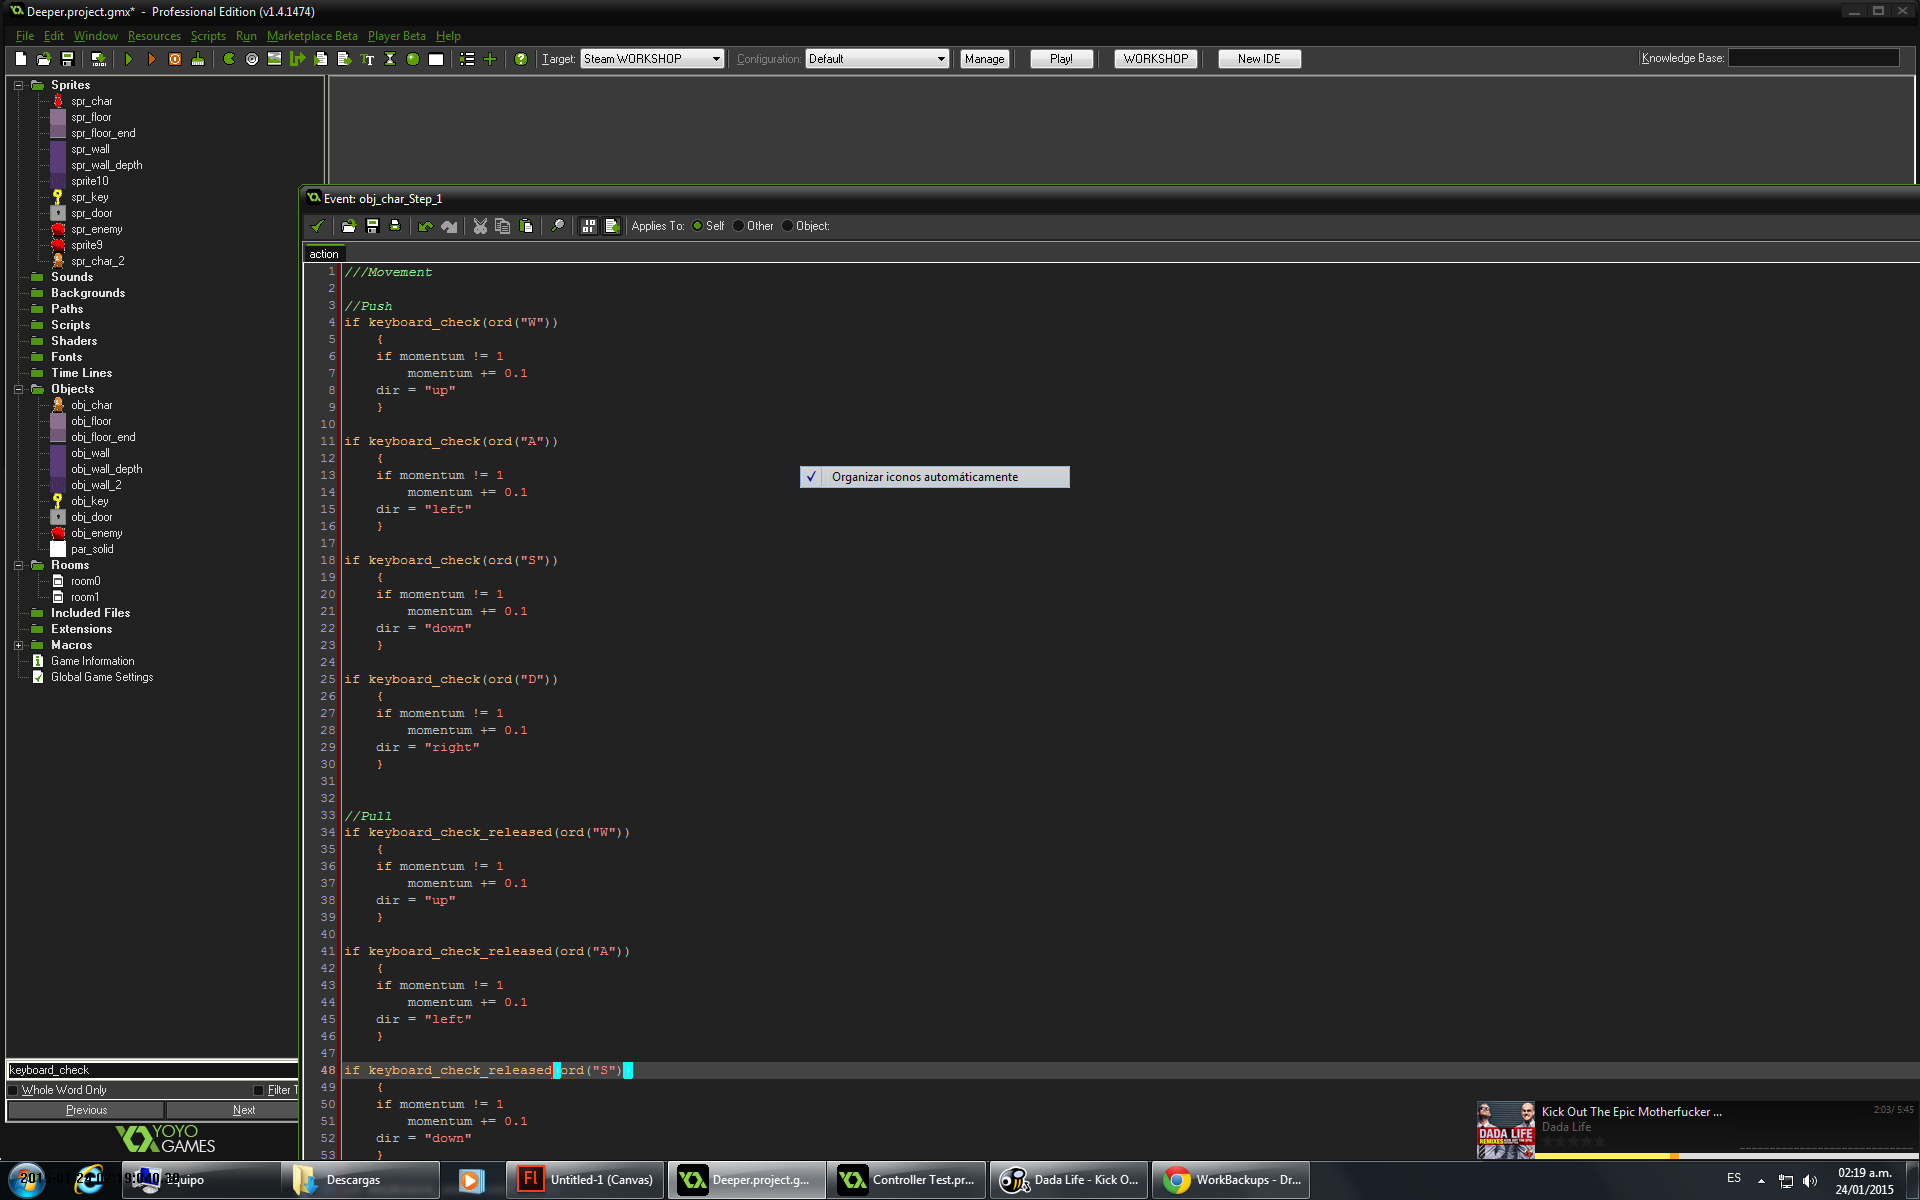 Deeper.project.gmx* - Professional Edition (v1.4.1474)
File Edit Window Resources Scripts Run Marketplace Beta Player Beta Help
Target: Steam WORKSHOP Configuration: Default Manage Play! WORKSHOP New IDE Knowledge Base:
Sprites
spr_char
spr_floor
spr_floor_end
spr_wall
spr_wall_depth
sprite10
spr_key
spr_door
spr_enemy
sprite9
spr_char_2
Sounds
Backgrounds
Paths
Scripts
Shaders
Fonts
Time Lines
Objects
obj_char
obj_floor
obj_floor_end
obj_wall
obj_wall_depth
obj_wall_2
obj_key
obj_door
obj_enemy
par_solid
Rooms
room0
room1
Included Files
Extensions
Macros
Game Information
Global Game Settings
keyboard_check
Whole Word Only Filter T
Previous Next
YOYO
GAMES
Event: obj_char_Step_1
Applies To: Self Other Object:
action
1 ///Movement
2
3 //Push
4 if keyboard_check(ord("W"))
5 {
6 if momentum != 1
7 momentum += 0.1
8 dir = "up"
9 }
10
11 if keyboard_check(ord("A"))
12 {
13 if momentum != 1
14 momentum += 0.1
15 dir = "left"
16 }
17
18 if keyboard_check(ord("S"))
19 {
20 if momentum != 1
21 momentum += 0.1
22 dir = "down"
23 }
24
25 if keyboard_check(ord("D"))
26 {
27 if momentum != 1
28 momentum += 0.1
29 dir = "right"
30 }
31
32
33 //Pull
34 if keyboard_check_released(ord("W"))
35 {
36 if momentum != 1
37 momentum += 0.1
38 dir = "up"
39 }
40
41 if keyboard_check_released(ord("A"))
42 {
43 if momentum != 1
44 momentum += 0.1
45 dir = "left"
46 }
47
48 if keyboard_check_released(ord("S"))
49 {
50 if momentum != 1
51 momentum += 0.1
52 dir = "down"
53 }
Organizar iconos automáticamente
Kick Out The Epic Motherfucker ...
2:03/ 5:45
Dada Life
DADA LIFE
REMIXES
Equipo
Descargas
Fl Untitled-1 (Canvas)
Deeper.project.g...
Controller Test.pr...
Dada Life - Kick O...
WorkBackups - Dr...
ES
02:19 a.m.
24/01/2015